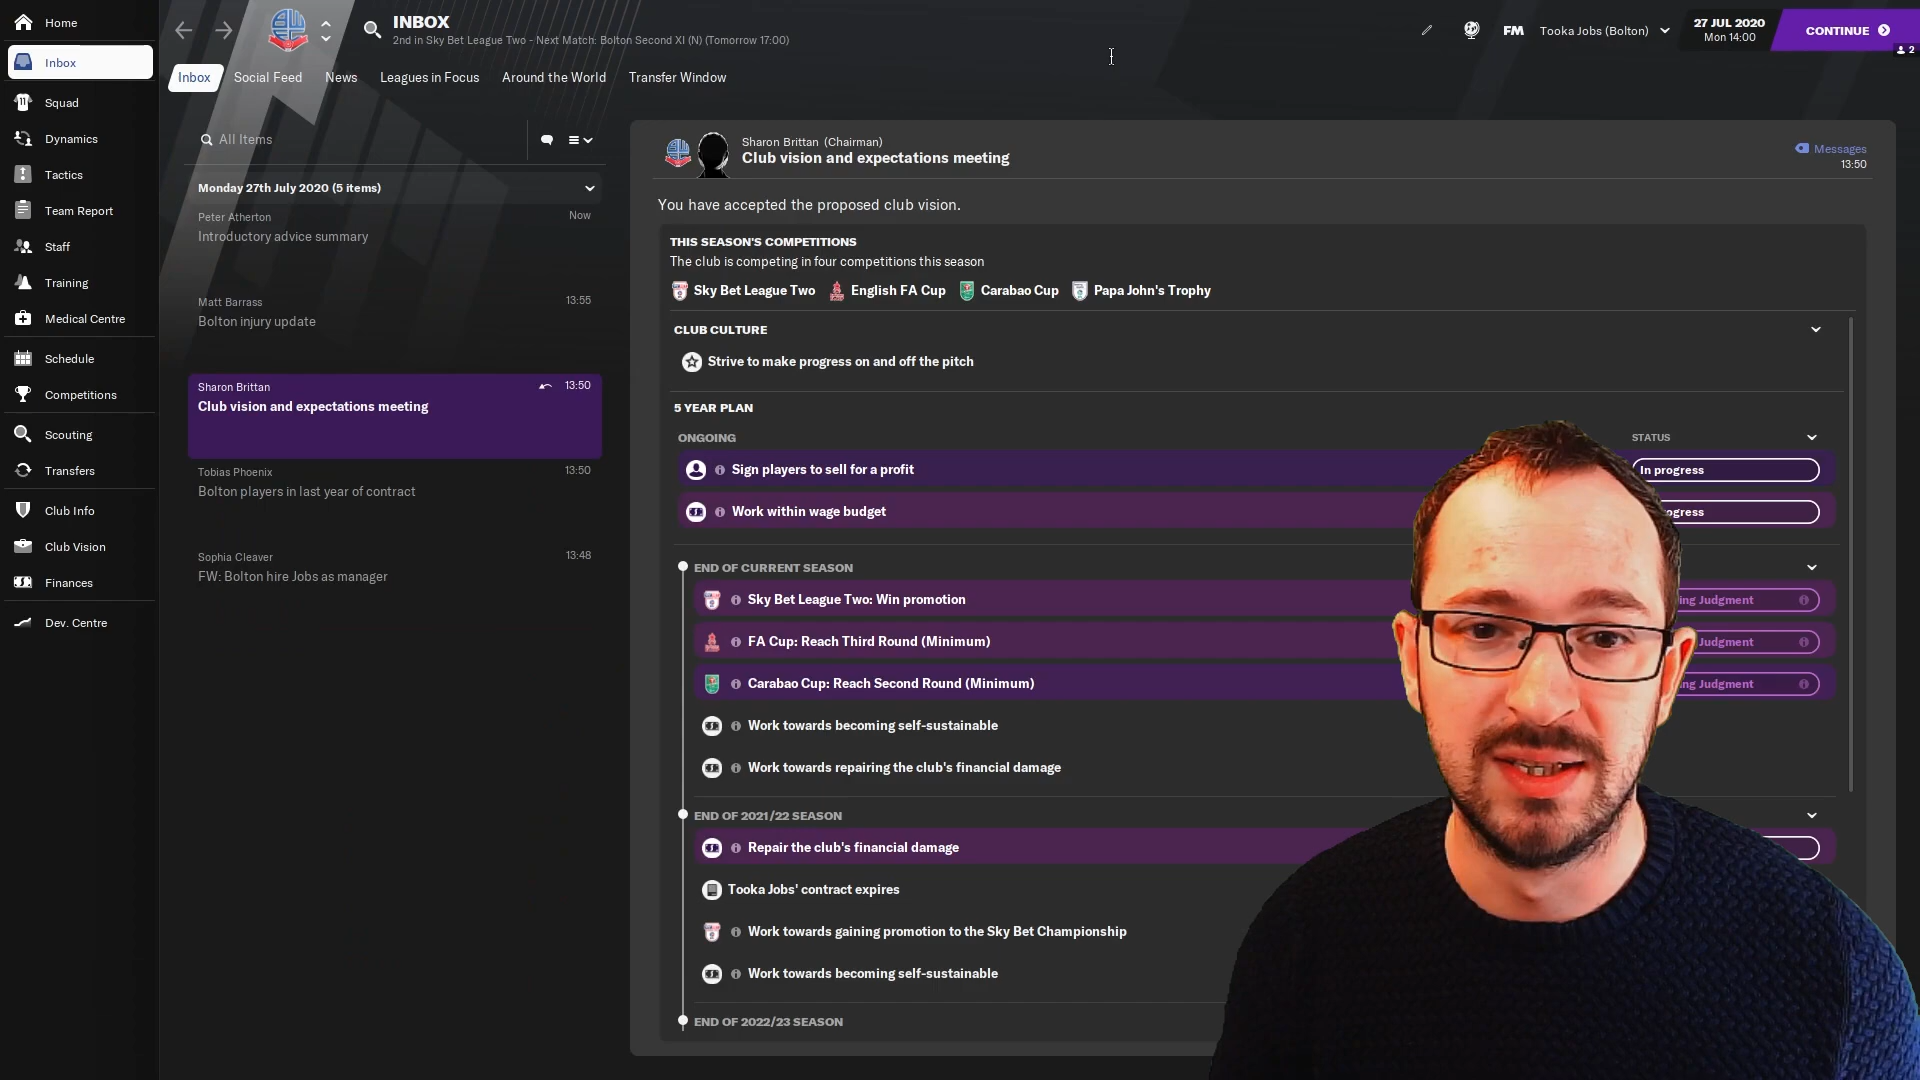 Home
Inbox
Squad
Dynamics
Tactics
Team Report
Staff
Training
Medical Centre
Schedule
Competitions
Scouting
Transfers
Club Info
Club Vision
Finances
Dev. Centre
INBOX
2nd in Sky Bet League Two - Next Match: Bolton Second XI (N) (Tomorrow 17:00)
FM
Tooka Jobs (Bolton)
27 JUL 2020
Mon 14:00
CONTINUE
2
Inbox Social Feed News Leagues in Focus Around the World Transfer Window
All Items
Monday 27th July 2020 (5 items)
Peter Atherton Now
Introductory advice summary
Matt Barrass 13:55
Bolton injury update
Sharon Brittan 13:50
Club vision and expectations meeting
Tobias Phoenix 13:50
Bolton players in last year of contract
Sophia Cleaver 13:48
FW: Bolton hire Jobs as manager
Sharon Brittan (Chairman)
Club vision and expectations meeting
Messages
13:50
You have accepted the proposed club vision.
THIS SEASON'S COMPETITIONS
The club is competing in four competitions this season
Sky Bet League Two English FA Cup Carabao Cup Papa John's Trophy
CLUB CULTURE
Strive to make progress on and off the pitch
5 YEAR PLAN
ONGOING STATUS
Sign players to sell for a profit In progress
Work within wage budget ogress
END OF CURRENT SEASON
Sky Bet League Two: Win promotion ing Judgment
FA Cup: Reach Third Round (Minimum) Judgment
Carabao Cup: Reach Second Round (Minimum) ng Judgment
Work towards becoming self-sustainable
Work towards repairing the club's financial damage
END OF 2021/22 SEASON
Repair the club's financial damage
Tooka Jobs' contract expires
Work towards gaining promotion to the Sky Bet Championship
Work towards becoming self-sustainable
END OF 2022/23 SEASON